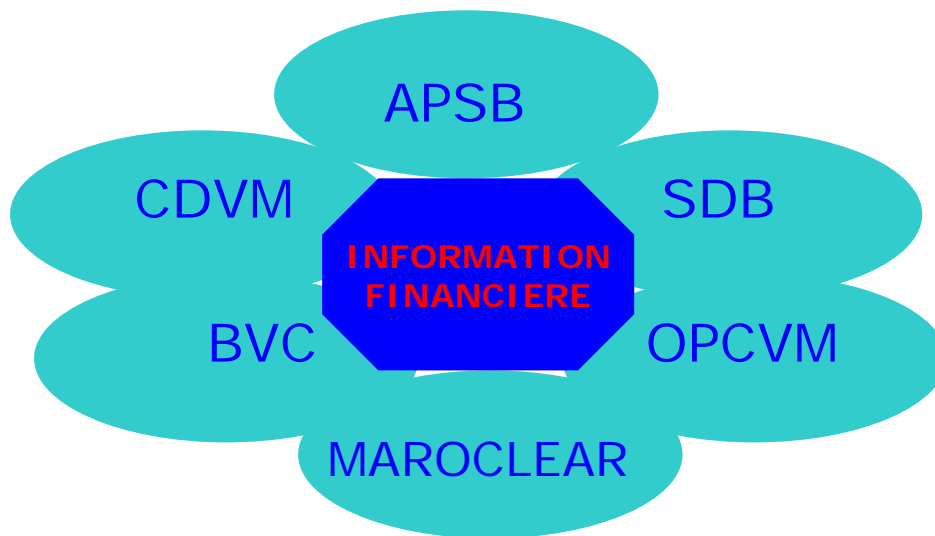 APSB
CDVM
SDB
INFORMATION
FINANCIERE
BVC
OPCVM
MAROCLEAR